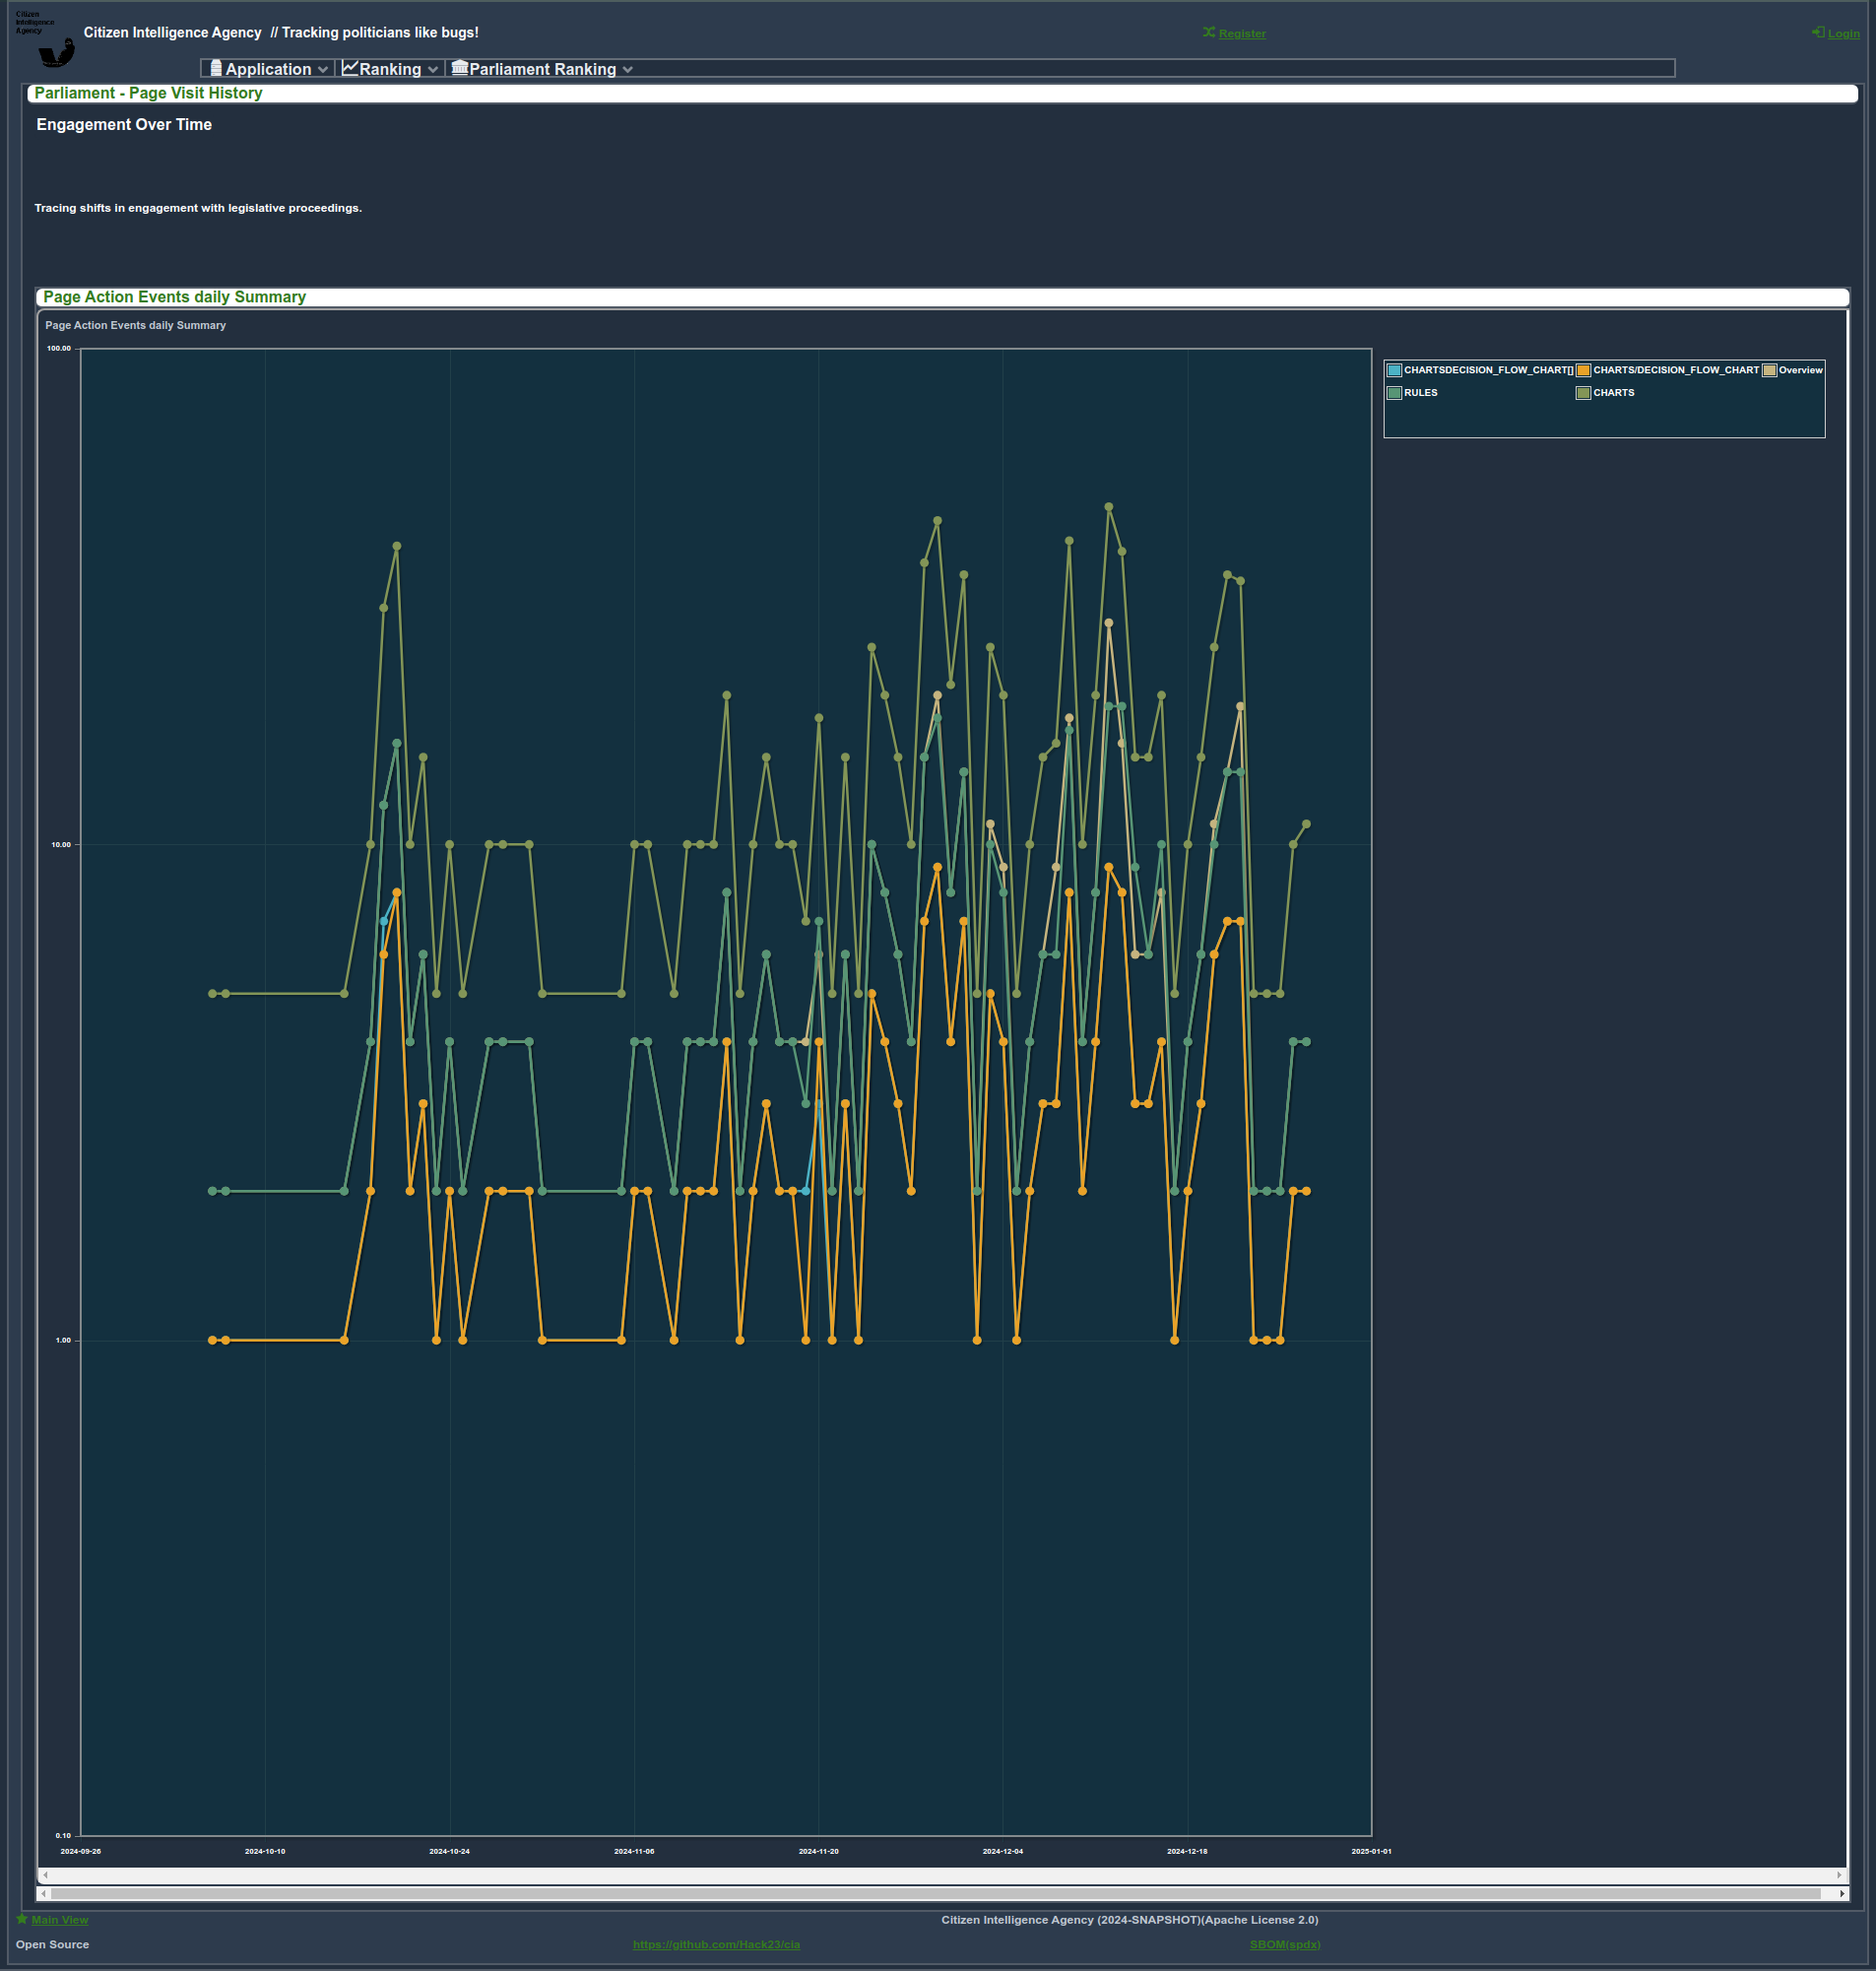 Citizen
Intelligence
Agency
Citizen Intelligence Agency // Tracking politicians like bugs!
Register
Login
Application
Ranking
Parliament Ranking
Parliament - Page Visit History
Engagement Over Time
Tracing shifts in engagement with legislative proceedings.
Page Action Events daily Summary
Page Action Events daily Summary
100.00
10.00
1.00
0.10
2024-09-26
2024-10-10
2024-10-24
2024-11-06
2024-11-20
2024-12-04
2024-12-18
2025-01-01
CHARTSDECISION_FLOW_CHART[]
CHARTS/DECISION_FLOW_CHART
Overview
RULES
CHARTS
Main View
Citizen Intelligence Agency (2024-SNAPSHOT)(Apache License 2.0)
Open Source
https://github.com/Hack23/cia
SBOM(spdx)